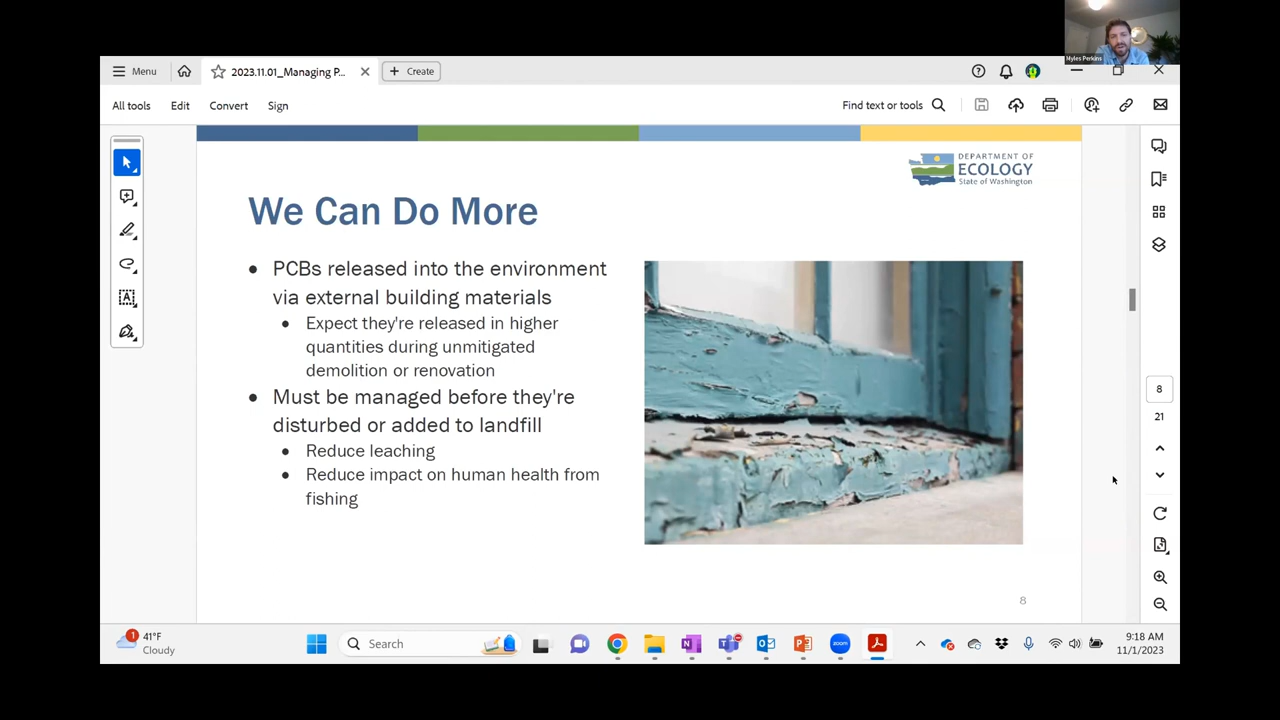 Myles Perkins
Menu
2023.11.01_Managing P...
Create
All tools
Edit
Convert
Sign
Find text or tools
DEPARTMENT OF
ECOLOGY
State of Washington
We Can Do More
• PCBs released into the environment
via external building materials
• Expect they're released in higher
quantities during unmitigated
demolition or renovation
• Must be managed before they're
disturbed or added to landfill
• Reduce leaching
• Reduce impact on human health from
fishing
8
8
21
1
41°F
Cloudy
Search
zoom
9:18 AM
11/1/2023